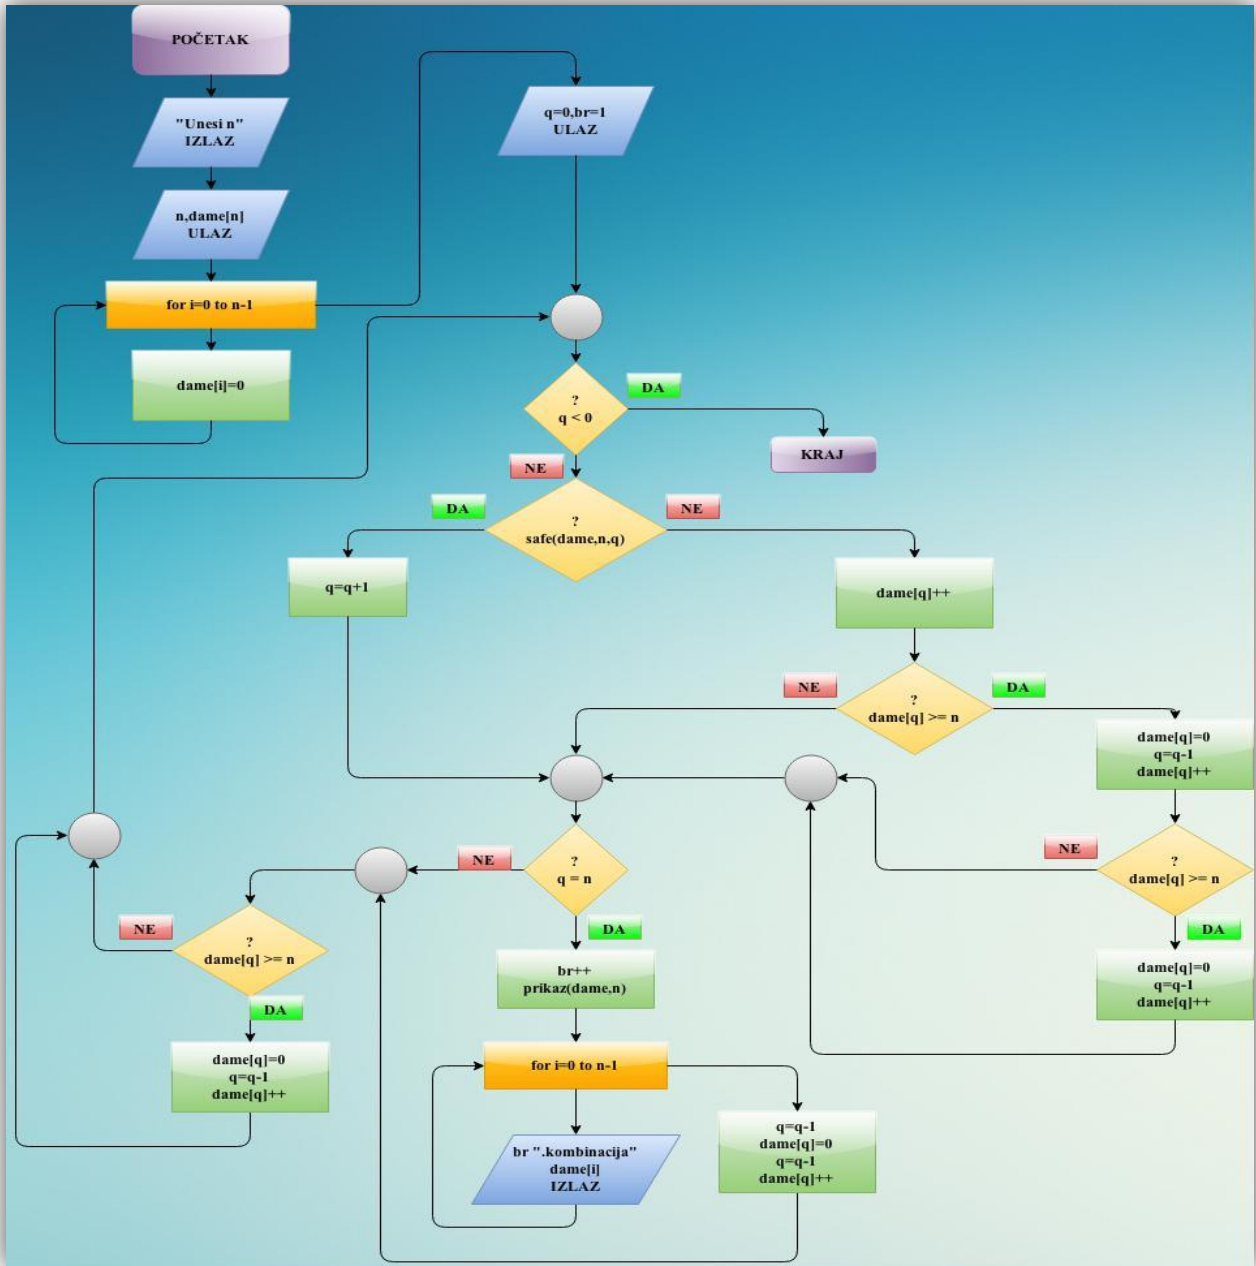 POČETAK
"Unesi n"
IZLAZ
n,dame[n]
ULAZ
for i=0 to n-1
dame[i]=0
q=0,br=1
ULAZ
?
q < 0
DA
KRAJ
NE
?
safe(dame,n,q)
DA
NE
q=q+1
dame[q]++
?
dame[q] >= n
NE
DA
dame[q]=0
q=q-1
dame[q]++
?
dame[q] >= n
NE
DA
dame[q]=0
q=q-1
dame[q]++
?
q = n
NE
DA
?
dame[q] >= n
NE
DA
dame[q]=0
q=q-1
dame[q]++
br++
prikaz(dame,n)
for i=0 to n-1
br ".kombinacija"
dame[i]
IZLAZ
q=q-1
dame[q]=0
q=q-1
dame[q]++